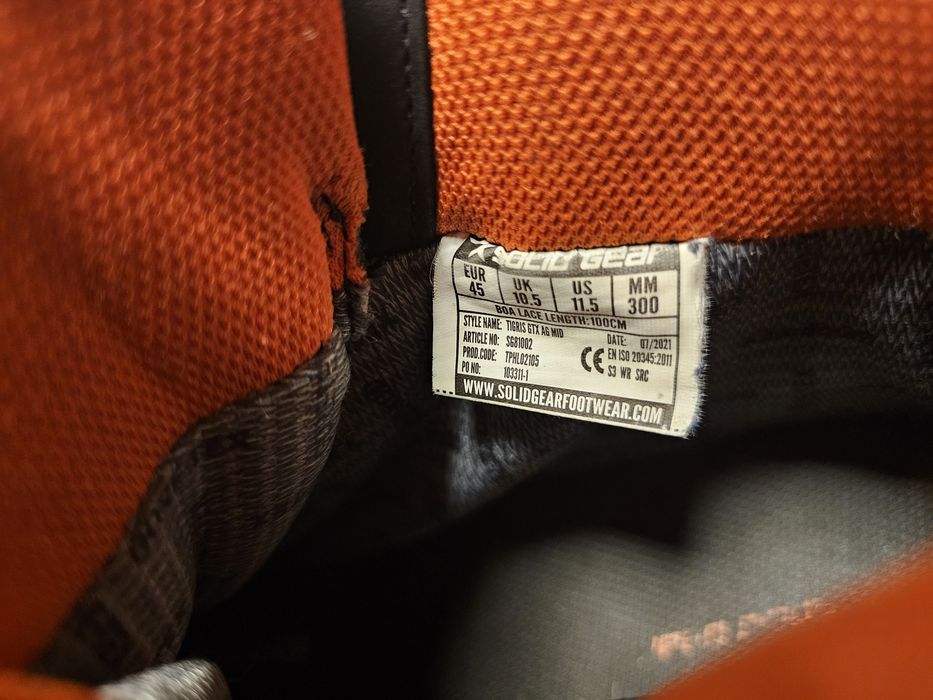 SOLID GEAR
EUR UK US MM
45 10.5 11.5 300
BOA LACE LENGTH:100CM
STYLE NAME: TIGRIS GTX AG MID
ARTICLE NO: SG81002 DATE: 07/2021
PROD.CODE: TPHL02105 CE EN ISO 20345:2011
PO NO: 103311-1 S3 WR SRC
WWW.SOLIDGEARFOOTWEAR.COM